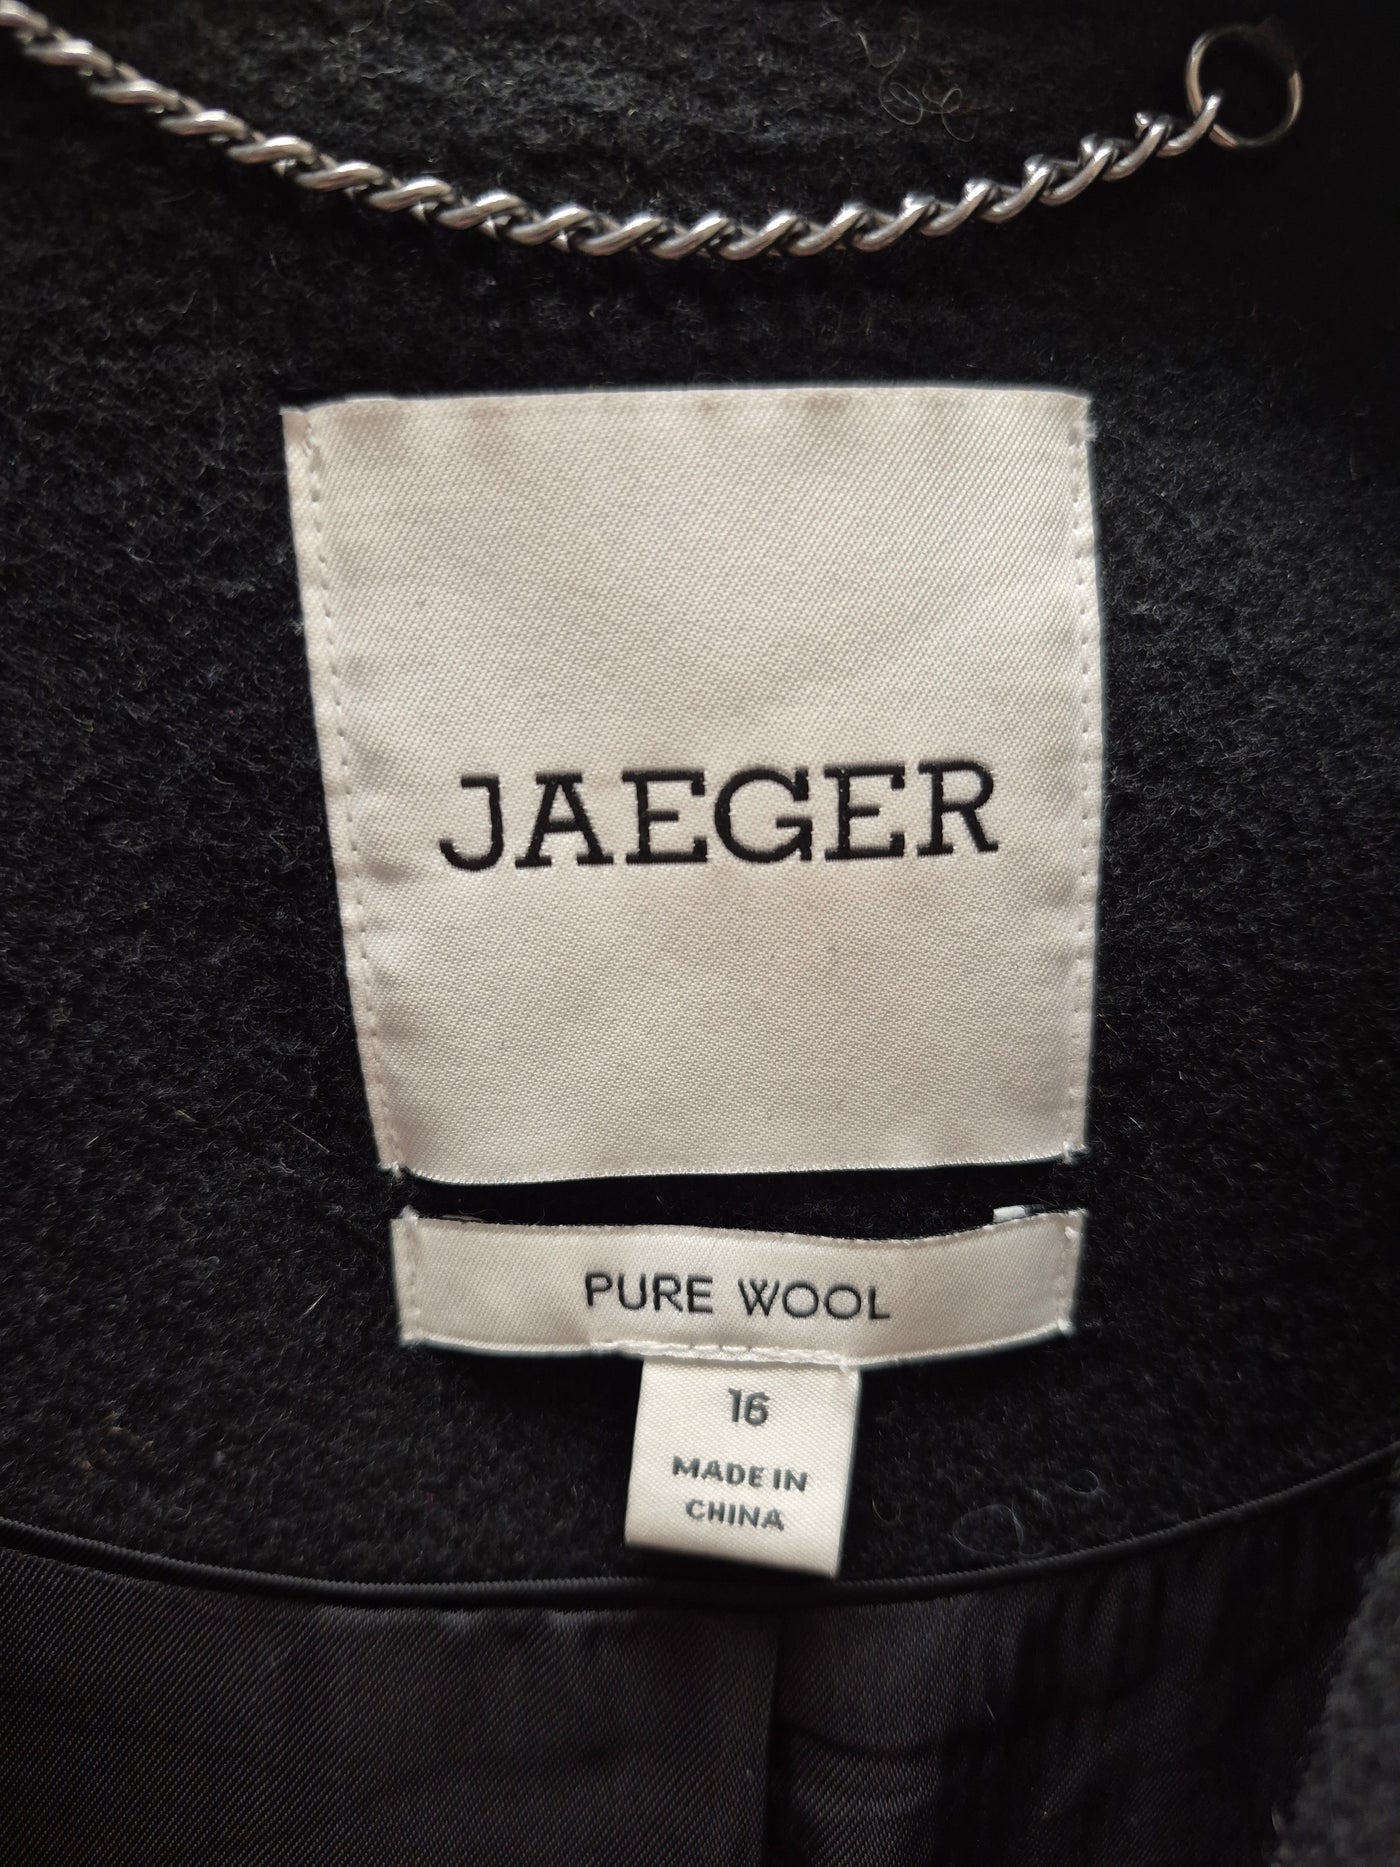 JAEGER
PURE WOOL
16
MADE IN
CHINA